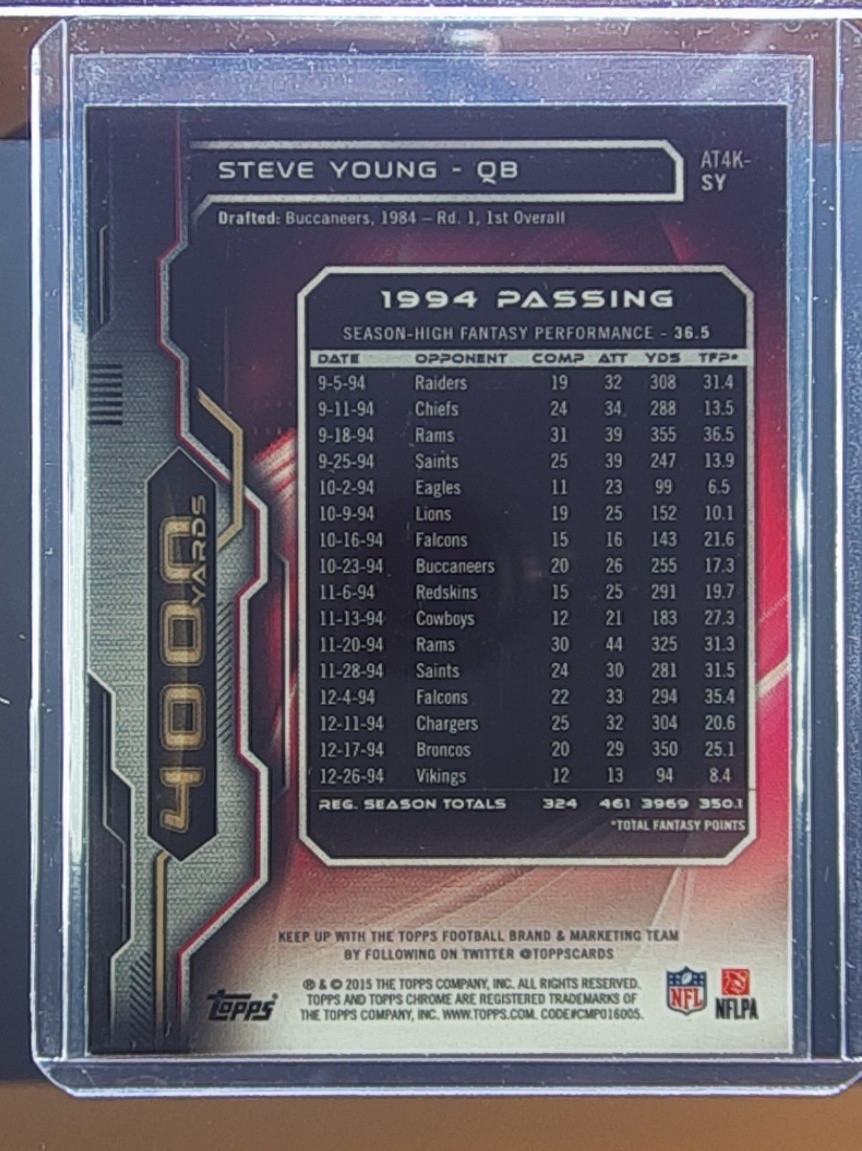 STEVE YOUNG - QB
AT4K-
SY
Drafted: Buccaneers, 1984 – Rd. 1, 1st Overall
1994 PASSING
SEASON-HIGH FANTASY PERFORMANCE - 36.5
DATE OPPONENT COMP ATT YDS TFP*
9-5-94 Raiders 19 32 308 31.4
9-11-94 Chiefs 24 34 288 13.5
9-18-94 Rams 31 39 355 36.5
9-25-94 Saints 25 39 247 13.9
10-2-94 Eagles 11 23 99 6.5
10-9-94 Lions 19 25 152 10.1
10-16-94 Falcons 15 16 143 21.6
10-23-94 Buccaneers 20 26 255 17.3
11-6-94 Redskins 15 25 291 19.7
11-13-94 Cowboys 12 21 183 27.3
11-20-94 Rams 30 44 325 31.3
11-28-94 Saints 24 30 281 31.5
12-4-94 Falcons 22 33 294 35.4
12-11-94 Chargers 25 32 304 20.6
12-17-94 Broncos 20 29 350 25.1
12-26-94 Vikings 12 13 94 8.4
REG. SEASON TOTALS 324 461 3969 350.1
*TOTAL FANTASY POINTS
4000
YARDS
KEEP UP WITH THE TOPPS FOOTBALL BRAND & MARKETING TEAM
BY FOLLOWING ON TWITTER @TOPPSCARDS
Topps
® & © 2015 THE TOPPS COMPANY, INC. ALL RIGHTS RESERVED.
TOPPS AND TOPPS CHROME ARE REGISTERED TRADEMARKS OF
THE TOPPS COMPANY, INC. WWW.TOPPS.COM. CODE#CMP016005.
NFL
NFLPA